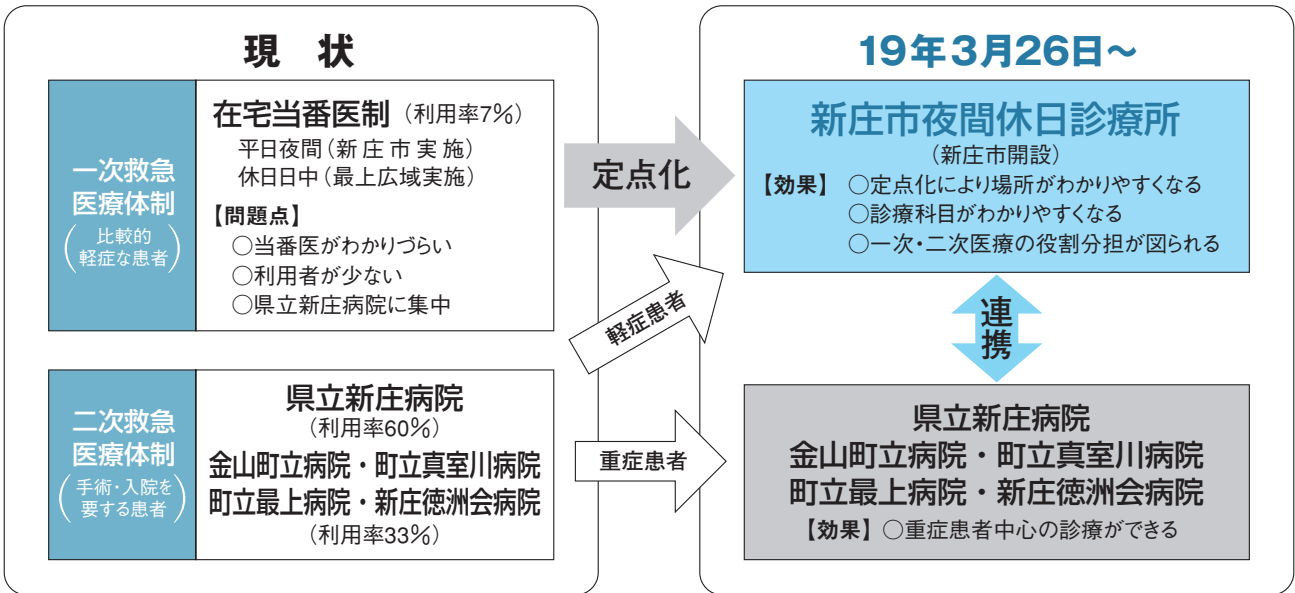 現 状
一次救急
医療体制
(比較的
軽症な患者)
在宅当番医制（利用率7％）
平日夜間（新庄市実施）
休日日中（最上広域実施）
【問題点】
○当番医がわかりづらい
○利用者が少ない
○県立新庄病院に集中
二次救急
医療体制
(手術・入院を
要する患者)
県立新庄病院
（利用率60％）
金山町立病院・町立真室川病院
町立最上病院・新庄徳洲会病院
（利用率33％）
定点化
軽症患者
重症患者
19年3月26日～
新庄市夜間休日診療所
（新庄市開設）
【効果】 ○定点化により場所がわかりやすくなる
○診療科目がわかりやすくなる
○一次・二次医療の役割分担が図られる
連携
県立新庄病院
金山町立病院・町立真室川病院
町立最上病院・新庄徳洲会病院
【効果】○重症患者中心の診療ができる